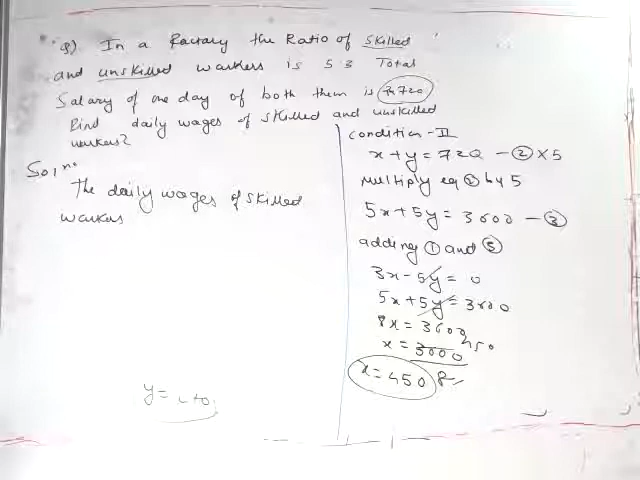 Q) In a factory the Ratio of skilled
and unskilled workers is 5 3 Total
Salary of one day of both them is 720
Find daily wages of skilled and unskilled
workers?
Soln.
The daily wages of skilled
workers
y =
condition-II
x + y = 720 — ② × 5
Multiply eq ② by 5
5x + 5y = 3600 — ③
adding ① and ③
3x - 5y = 0
5x + 5y = 3600
8x = 3600
x = 3600 450
8
x = 450